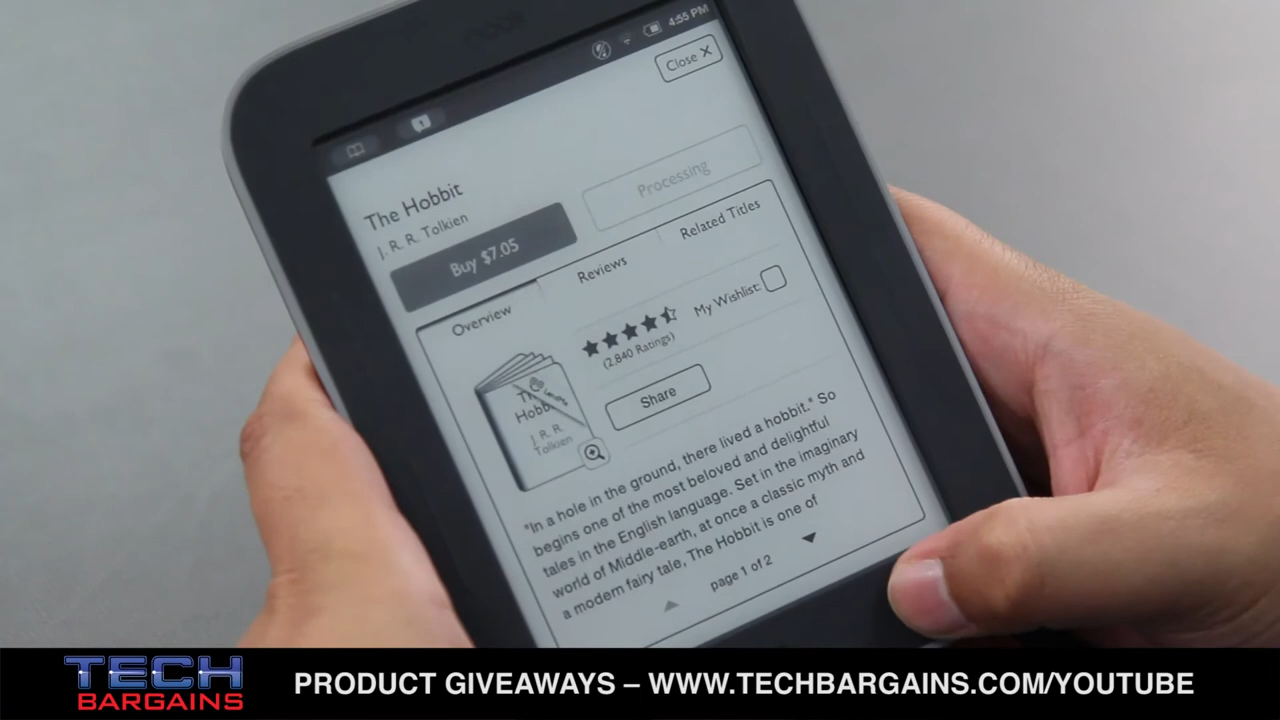 nook
4:55 PM
Close X
The Hobbit
J. R. R. Tolkien
Buy $7.05
Processing
Overview
Reviews
Related Titles
(2,840 Ratings)
My Wishlist:
Share
The
Hobbit
J. R. R.
Tolkien
"In a hole in the ground, there lived a hobbit." So
begins one of the most beloved and delightful
tales in the English language. Set in the imaginary
world of Middle-earth, at once a classic myth and
a modern fairy tale, The Hobbit is one of
page 1 of 2
TECH
BARGAINS
PRODUCT GIVEAWAYS – WWW.TECHBARGAINS.COM/YOUTUBE